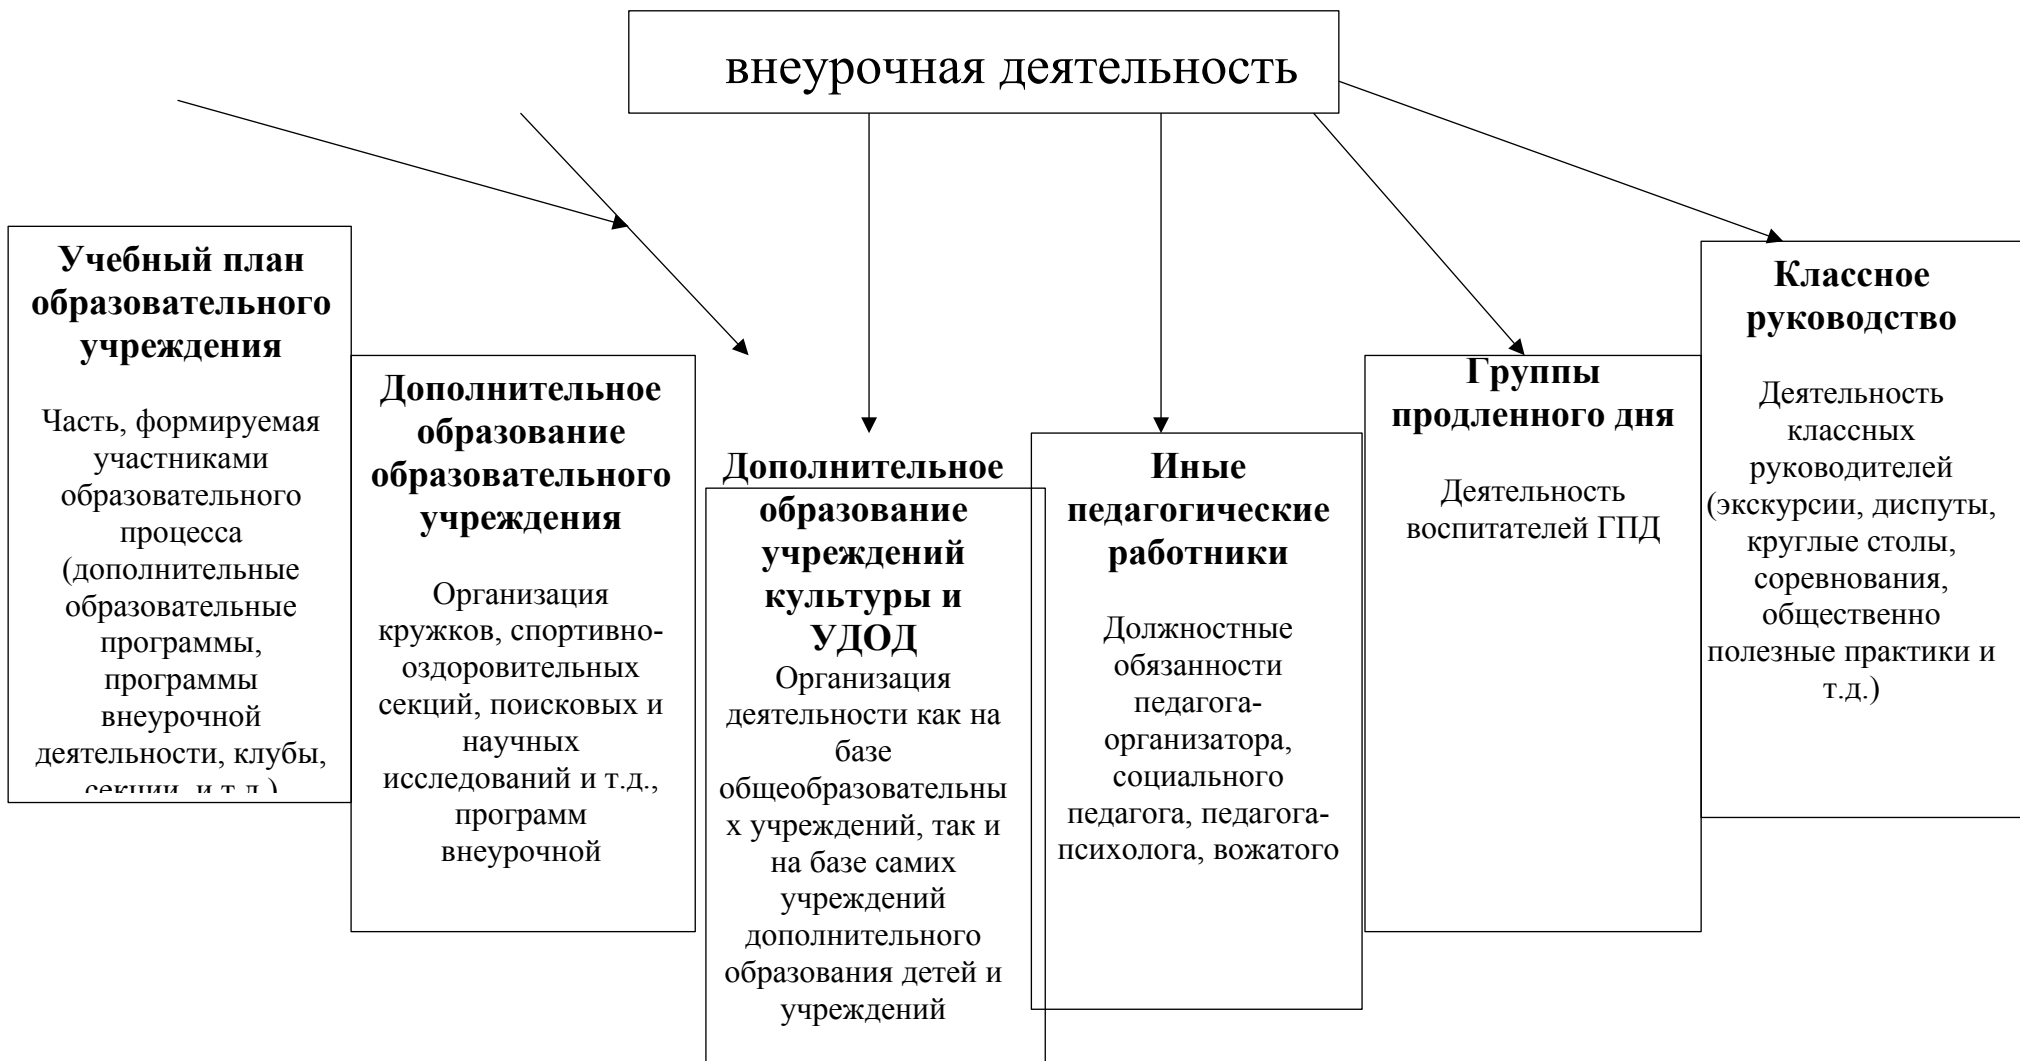 внеурочная деятельность
Учебный план
образовательного
учреждения
Часть, формируемая
участниками
образовательного
процесса
(дополнительные
образовательные
программы,
программы
внеурочной
деятельности, клубы,
секции, и т.д.)
Дополнительное
образование
образовательного
учреждения
Организация
кружков, спортивно-
оздоровительных
секций, поисковых и
научных
исследований и т.д.,
программ
внеурочной
Дополнительное
образование
учреждений
культуры и
УДОД
Организация
деятельности как на
базе
общеобразовательны
х учреждений, так и
на базе самих
учреждений
дополнительного
образования детей и
учреждений
Иные
педагогические
работники
Должностные
обязанности
педагога-
организатора,
социального
педагога, педагога-
психолога, вожатого
Группы
продленного дня
Деятельность
воспитателей ГПД
Классное
руководство
Деятельность
классных
руководителей
(экскурсии, диспуты,
круглые столы,
соревнования,
общественно
полезные практики и
т.д.)